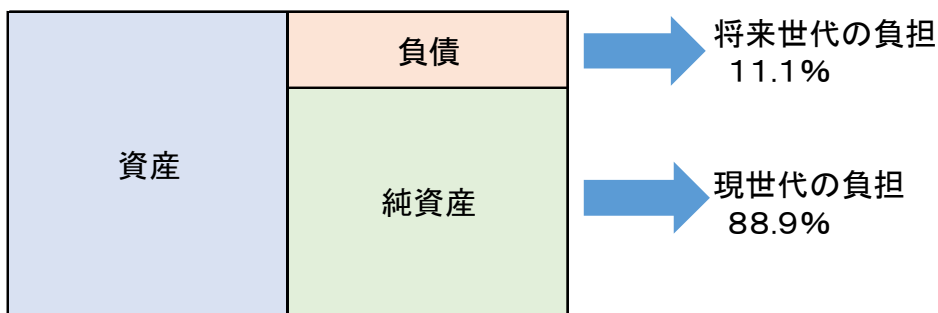 資産
負債
純資産
将来世代の負担
11.1%
現世代の負担
88.9%